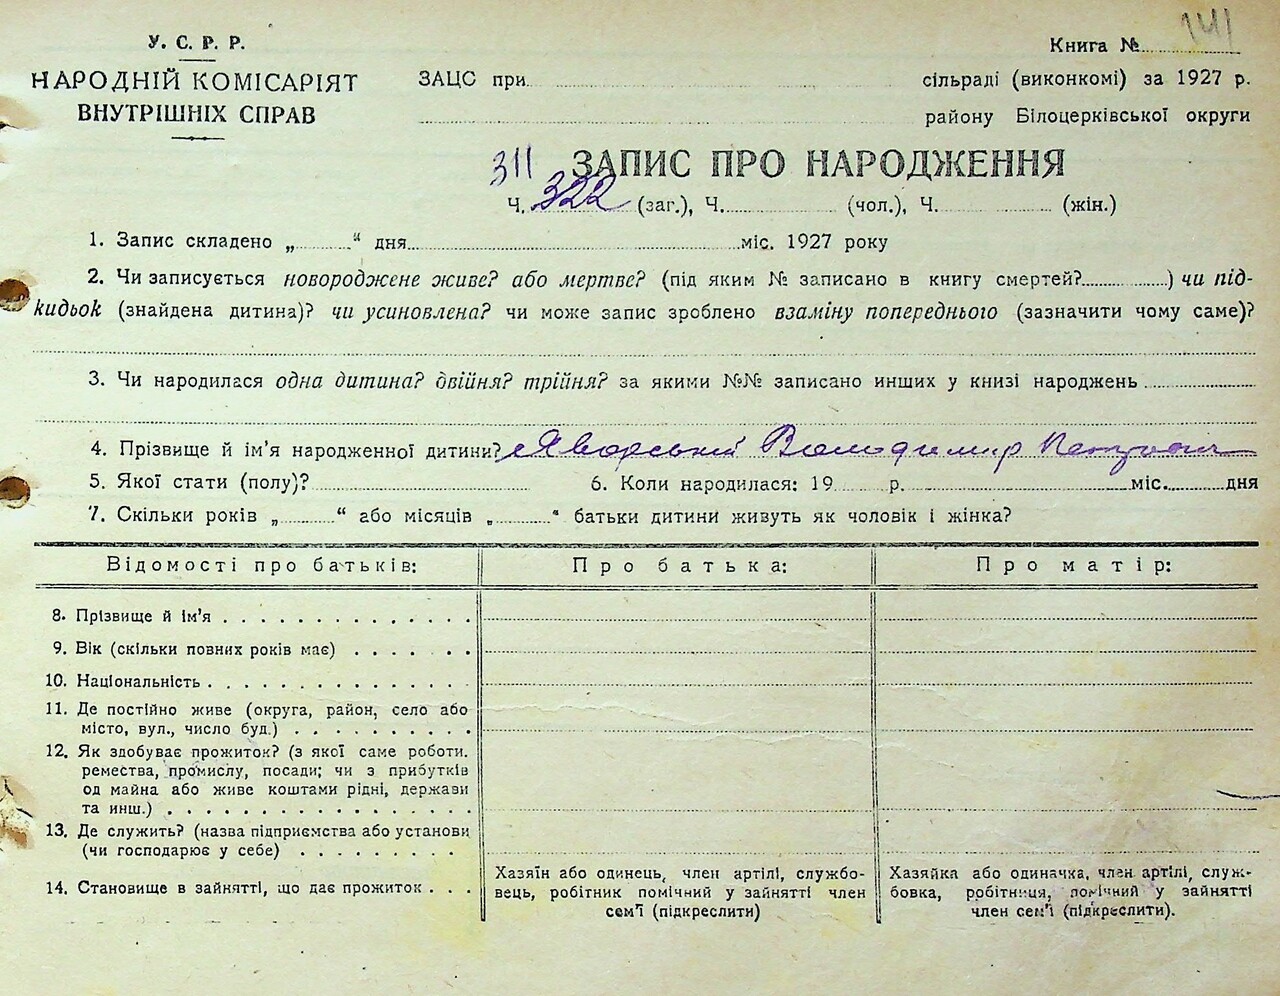 141
У. С. Р. Р.
Книга №
НАРОДНІЙ КОМІСАРІЯТ
ВНУТРІШНІХ СПРАВ
ЗАЦС при сільраді (виконкомі) за 1927 р.
району Білоцерківської округи
311 ЗАПИС ПРО НАРОДЖЕННЯ
Ч. 322 (заг.), Ч. (чол.), Ч. (жін.)
1. Запис складено „ “ дня міс. 1927 року
2. Чи записується новороджене живе? або мертве? (під яким № записано в книгу смертей? ) чи під-
кидьок (знайдена дитина)? чи усиновлена? чи може запис зроблено взаміну попереднього (зазначити чому саме)?
3. Чи народилася одна дитина? двійня? трійня? за якими №№ записано инших у книзі народжень
4. Прізвище й ім’я народженної дитини? Яворський Володимир
5. Якої стати (полу)? 6. Коли народилася: 19 р. міс. дня
7. Скільки років „ “ або місяців „ “ батьки дитини живуть як чоловік і жінка?
Відомості про батьків: Про батька: Про матір:
8. Прізвище й ім’я
9. Вік (скільки повних років має)
10. Національність
11. Де постійно живе (округа, район, село або
місто, вул., число буд.)
12. Як здобуває прожиток? (з якої саме роботи.
ремества, промислу, посади; чи з прибутків
од майна або живе коштами рідні, держави
та инш.)
13. Де служить? (назва підприємства або установи
(чи господарює у себе)
14. Становище в зайнятті, що дає прожиток
Хазяїн або одинець, член артілі, службо-
вець, робітник помічний у зайнятті член
сем’ї (підкреслити)
Хазяйка або одиначка, член артілі, служ-
бовка, робітниця, помічний у зайнятті
член сем’ї (підкреслити).